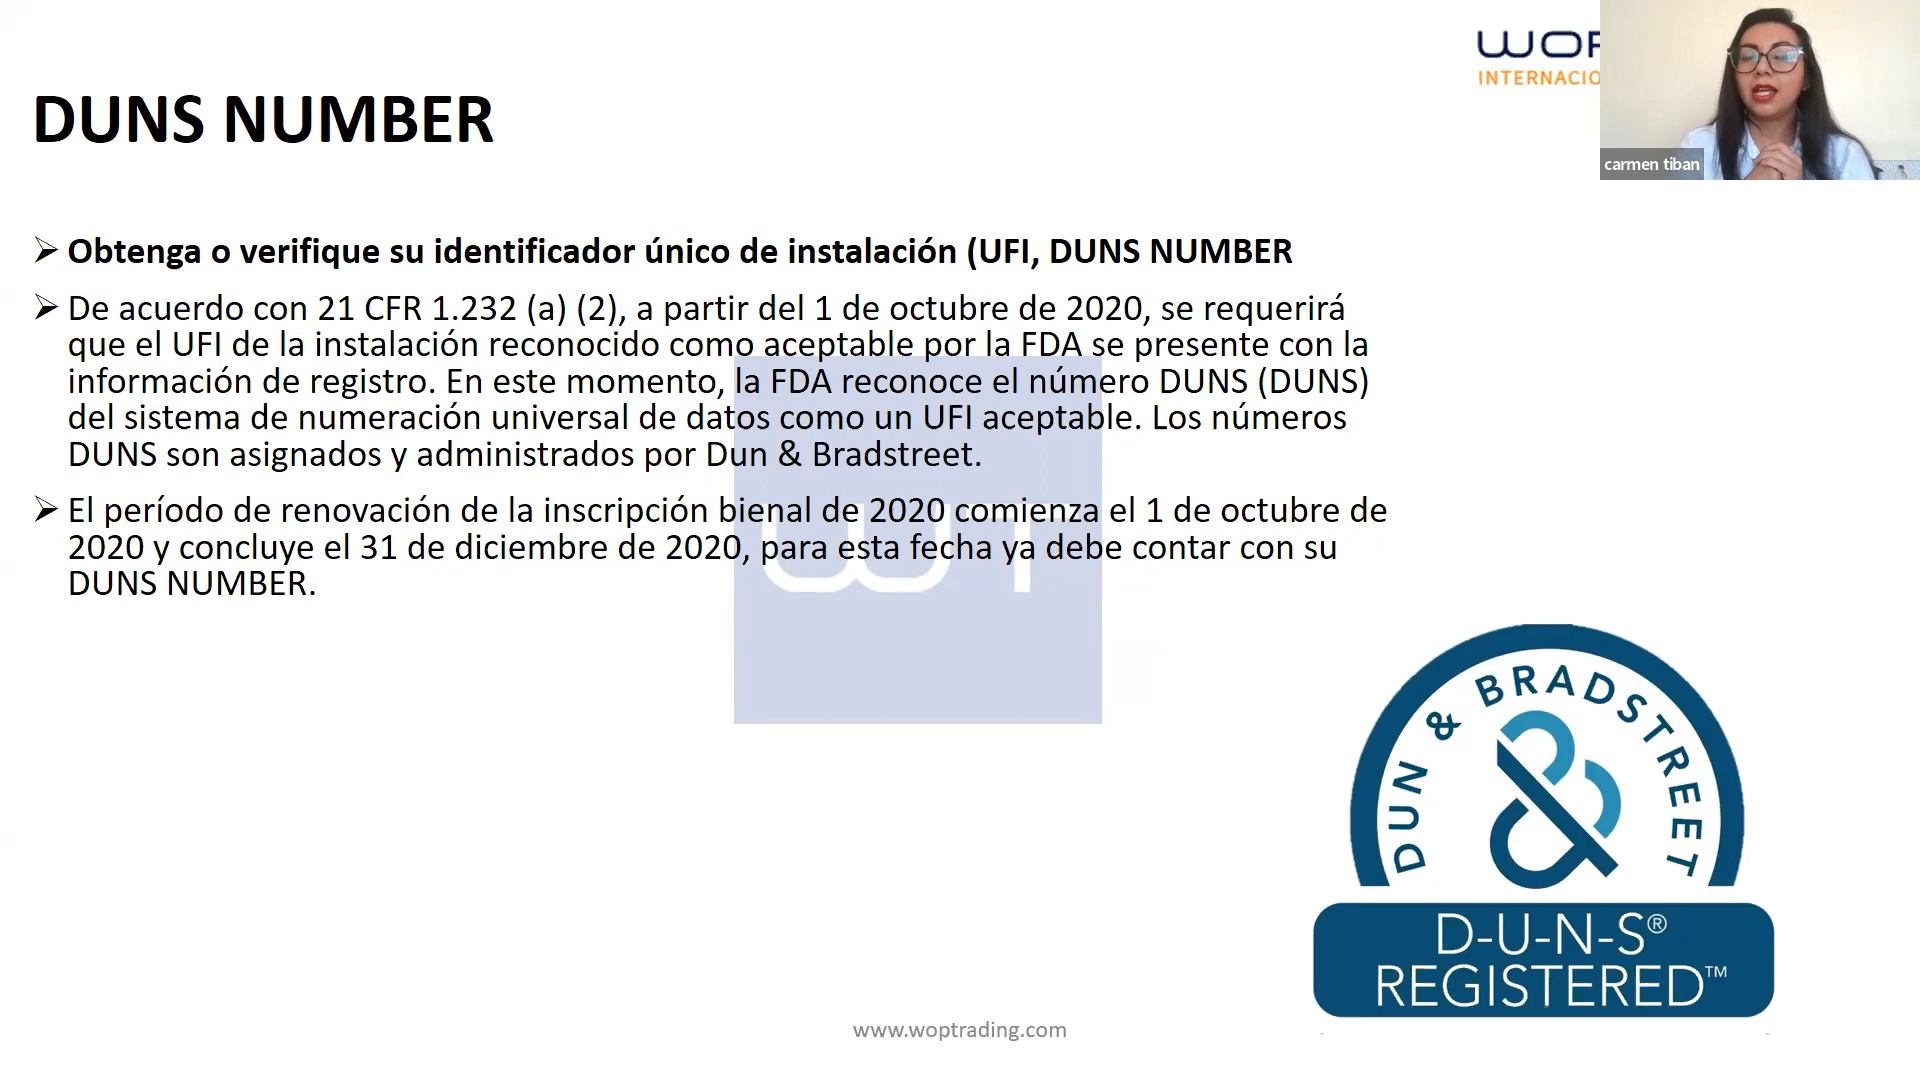 WOP
INTERNACIO
carmen tiban
DUNS NUMBER
Obtenga o verifique su identificador único de instalación (UFI, DUNS NUMBER
De acuerdo con 21 CFR 1.232 (a) (2), a partir del 1 de octubre de 2020, se requerirá
que el UFI de la instalación reconocido como aceptable por la FDA se presente con la
información de registro. En este momento, la FDA reconoce el número DUNS (DUNS)
del sistema de numeración universal de datos como un UFI aceptable. Los números
DUNS son asignados y administrados por Dun & Bradstreet.
El período de renovación de la inscripción bienal de 2020 comienza el 1 de octubre de
2020 y concluye el 31 de diciembre de 2020, para esta fecha ya debe contar con su
DUNS NUMBER.
DUN & BRADSTREET
D-U-N-S®
REGISTERED™
www.woptrading.com